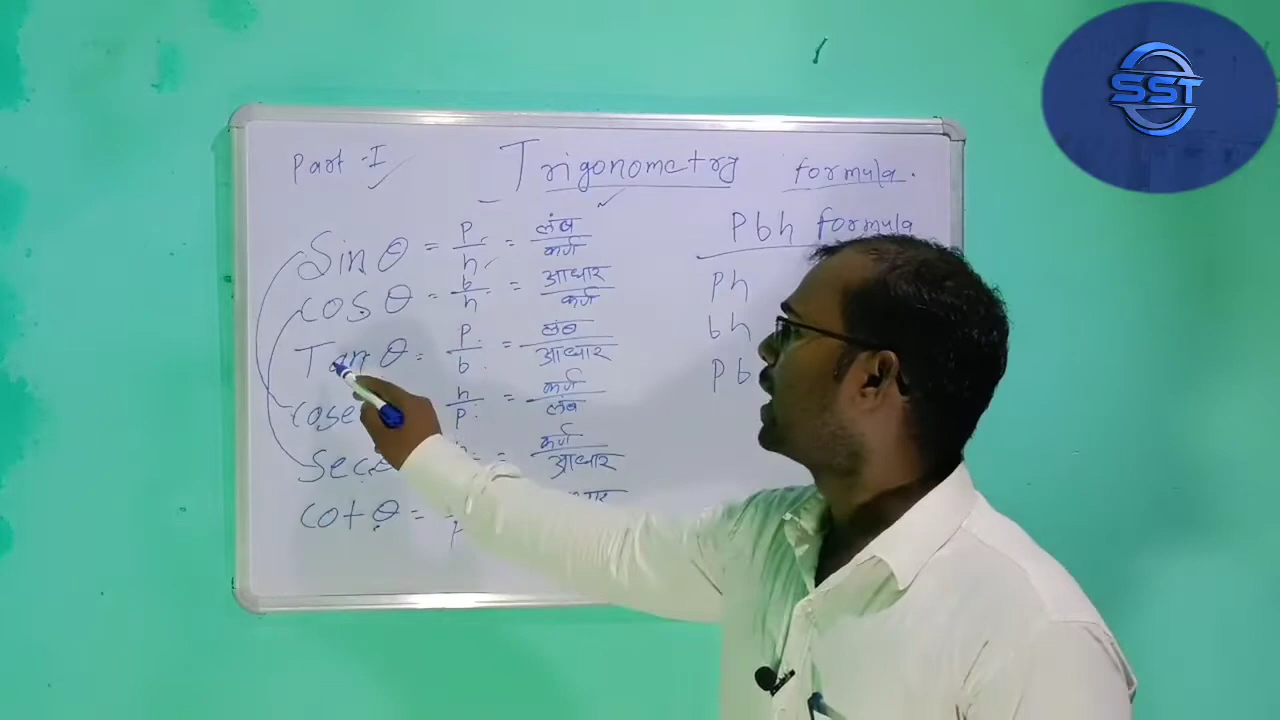 SST
Part - I
Trigonometry formula.
Pbh formula
Sin θ = p/h = लंब/कर्ण
cos θ = b/h = आधार/कर्ण
Tan θ = p/b = लंब/आधार
h/p = कर्ण/लंब
Sec θ = कर्ण/आधार
cot θ =
Ph
bh
Pb